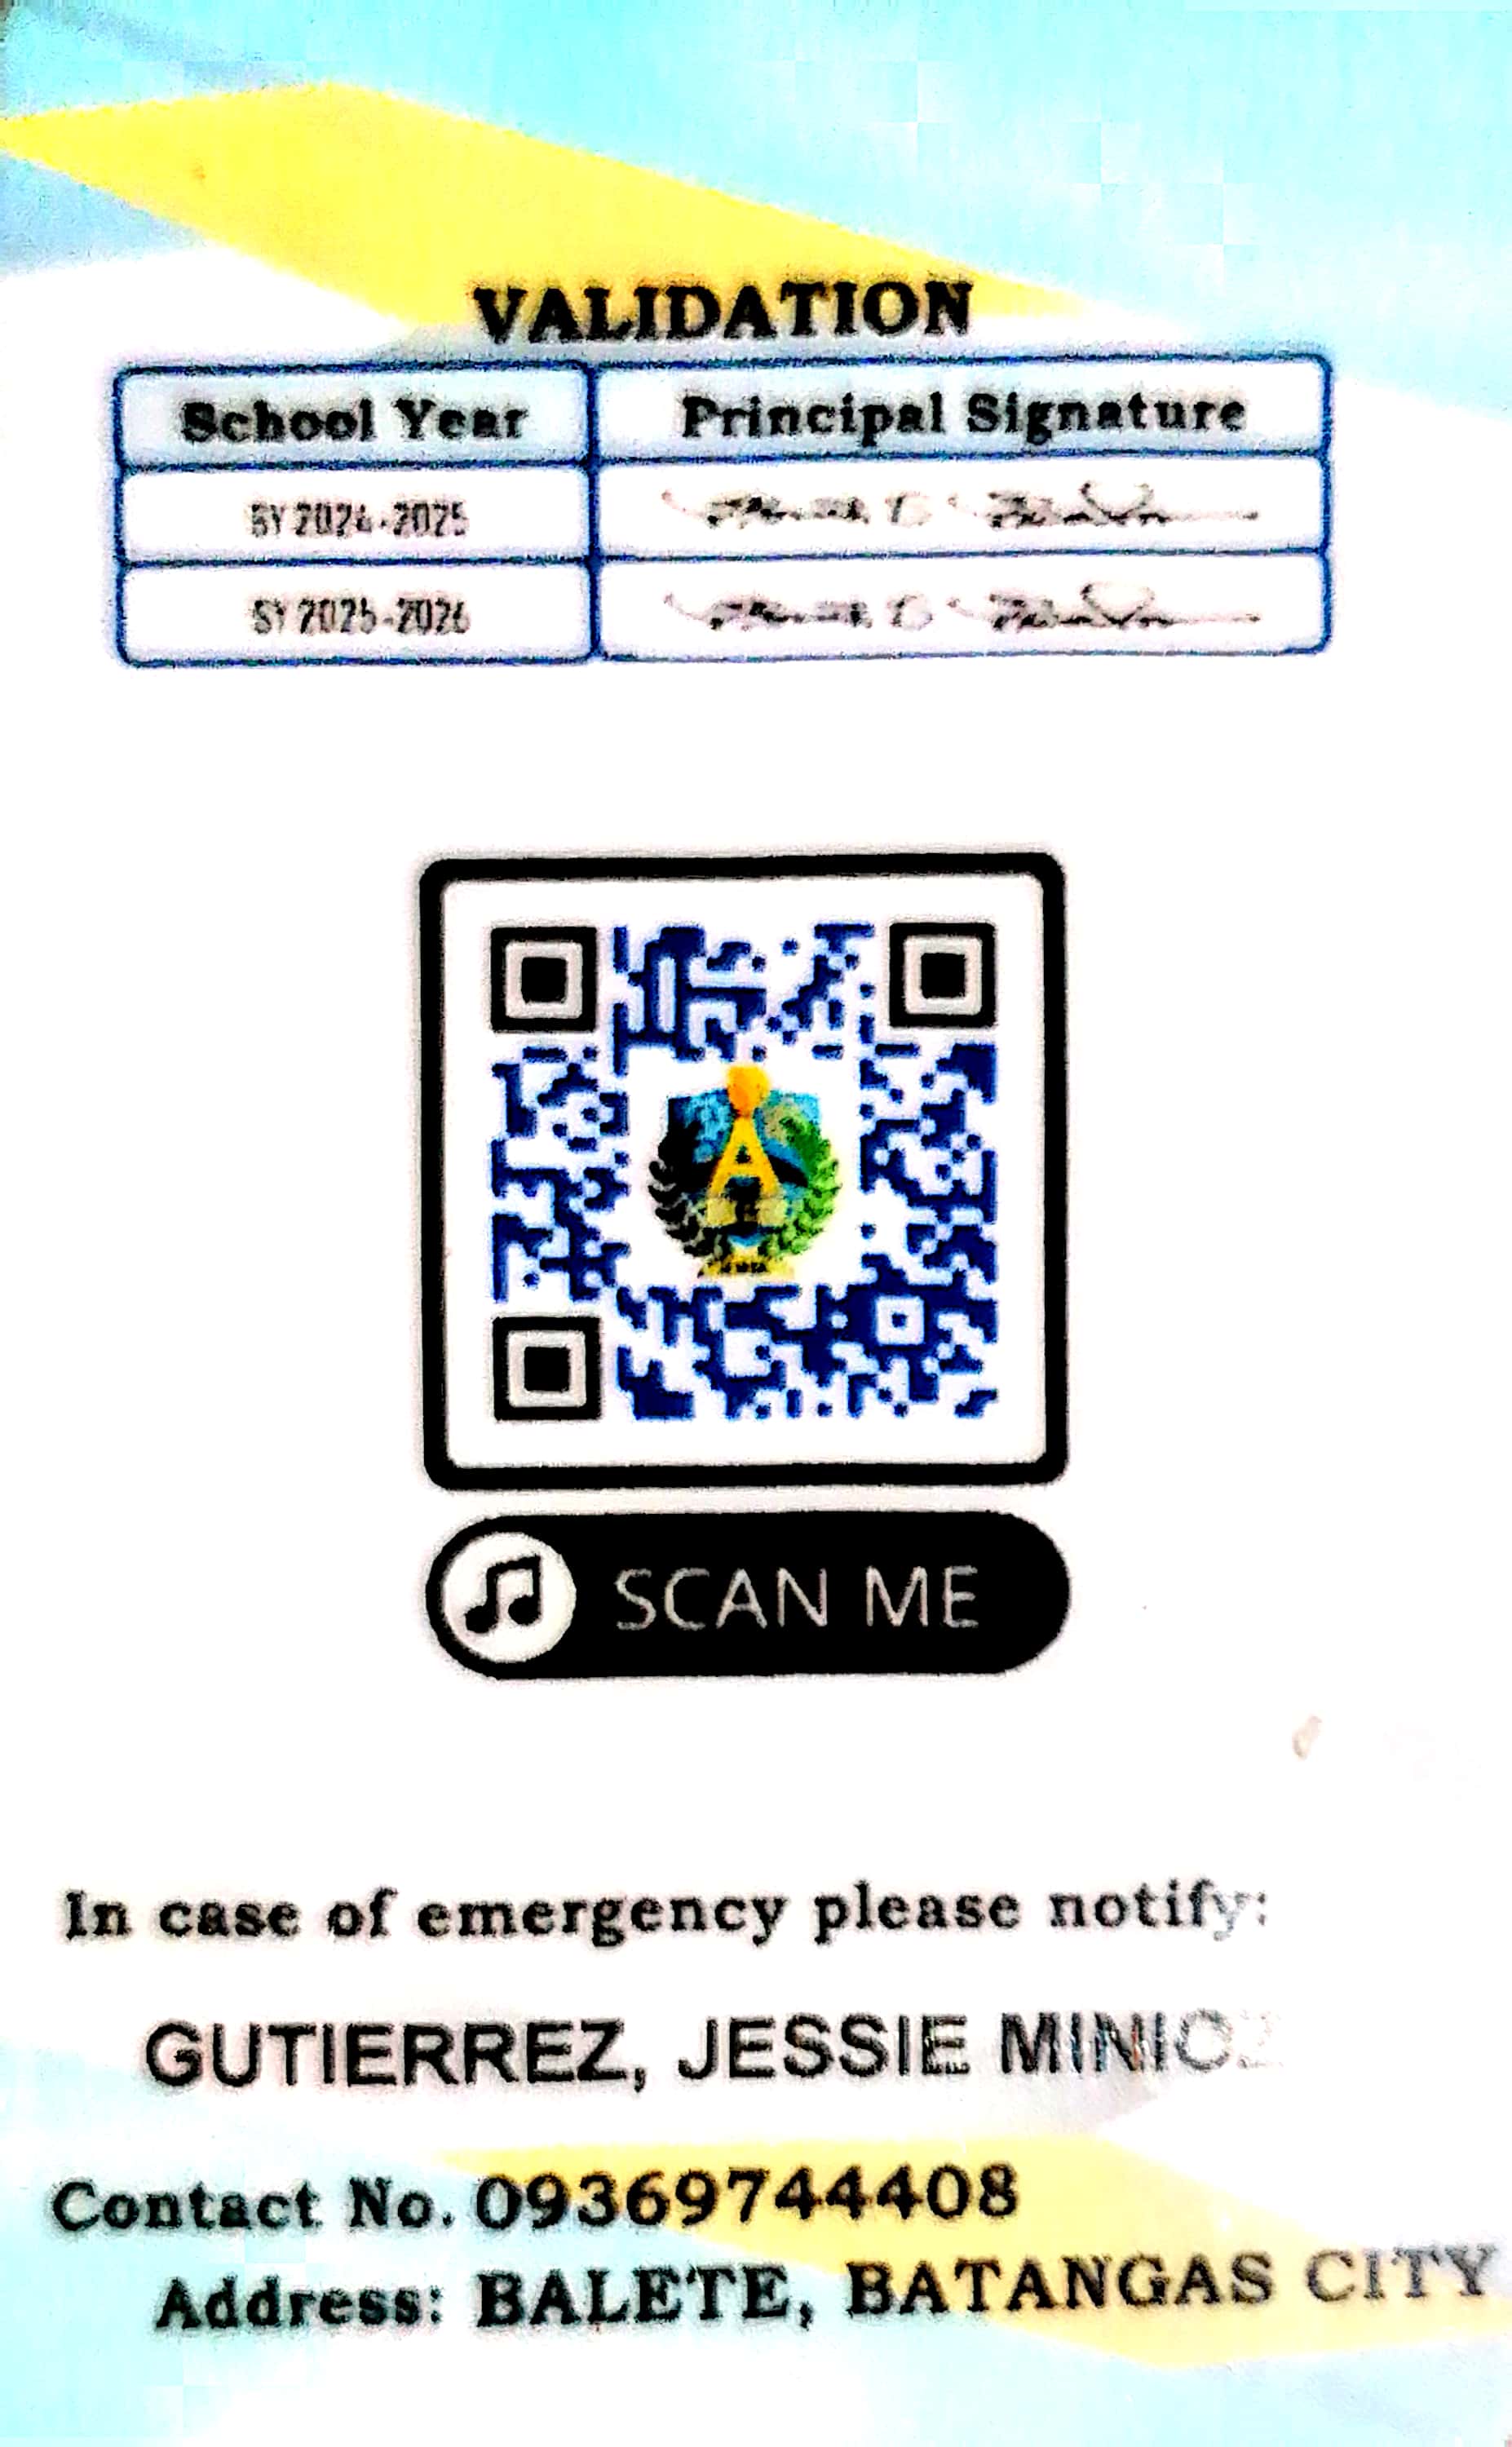 VALIDATION
School Year Principal Signature
SY 2024-2025
SY 2025-2026
A
SCAN ME
In case of emergency please notify:
GUTIERREZ, JESSIE
Contact No. 09369744408
Address: BALETE, BATANGAS CITY